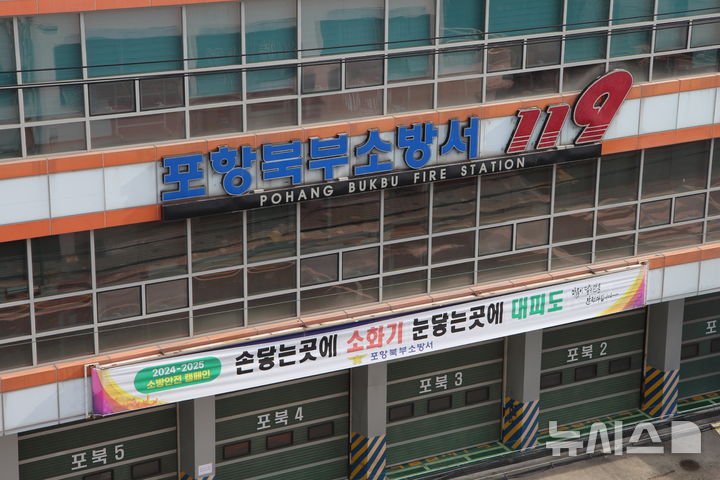 포항북부소방서 119
POHANG BUKBU FIRE STATION
2024-2025
소방안전 캠페인
손닿는곳에 소화기 눈닿는곳에 대피도
포항북부소방서
포북 5
포북 4
포북 3
포북 2
뉴시스